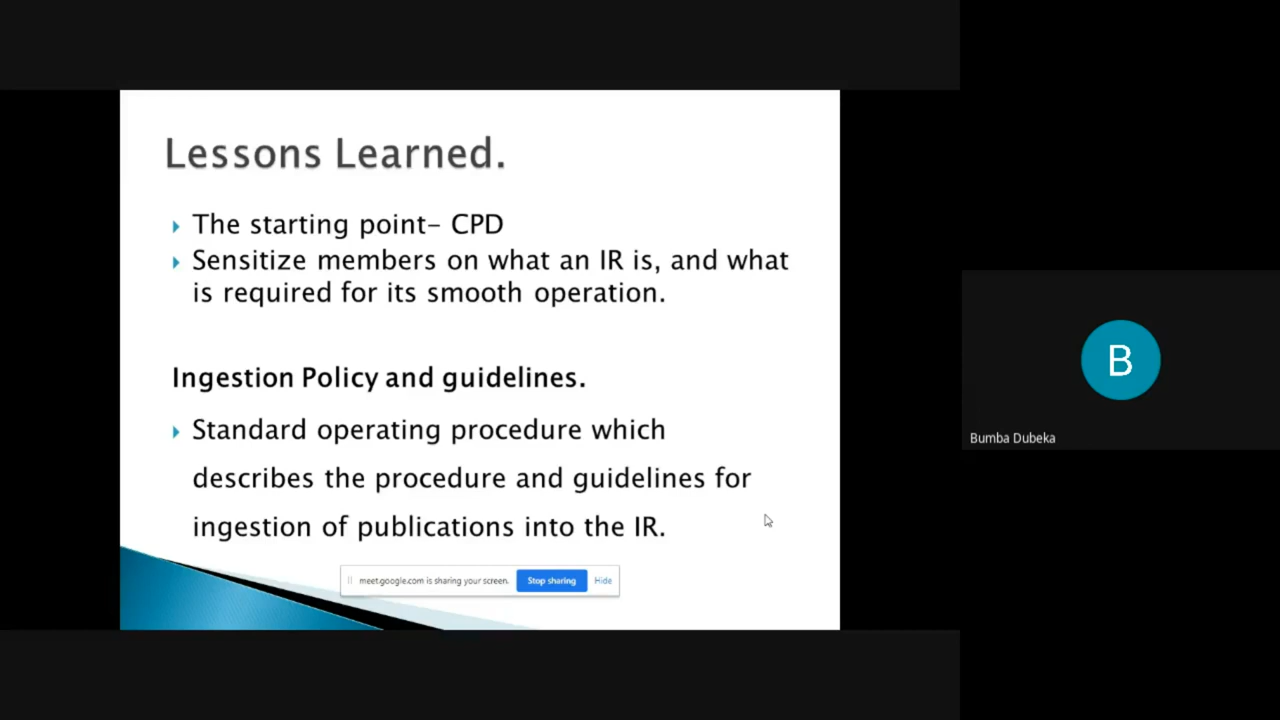 Lessons Learned.
The starting point- CPD
Sensitize members on what an IR is, and what
is required for its smooth operation.
Ingestion Policy and guidelines.
Standard operating procedure which
describes the procedure and guidelines for
ingestion of publications into the IR.
meet.google.com is sharing your screen.
Stop sharing
Hide
B
Bumba Dubeka